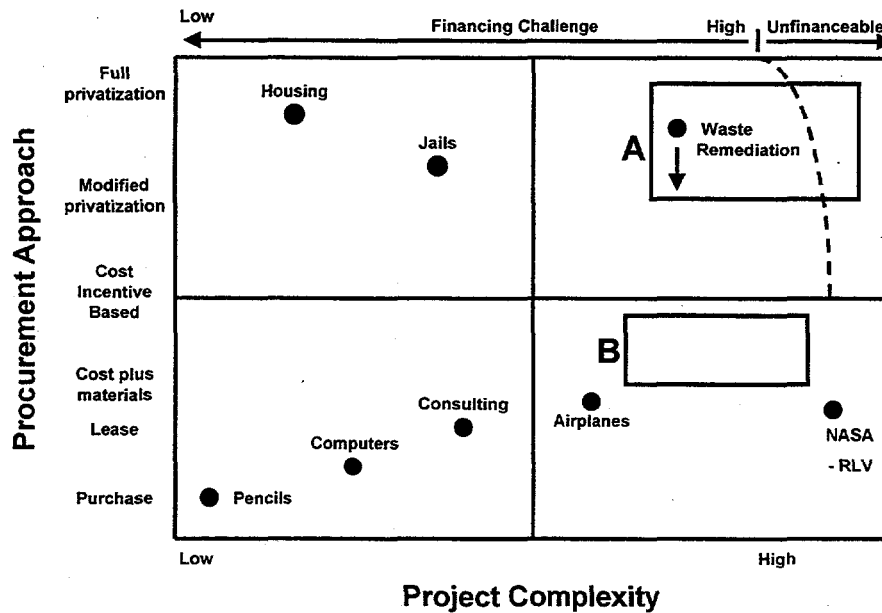 Low
Financing Challenge
High
Unfinanceable
Procurement Approach
Full
privatization
Modified
privatization
Cost
Incentive
Based
Cost plus
materials
Lease
Purchase
Housing
Jails
A
Waste
Remediation
B
Consulting
Computers
Pencils
Airplanes
NASA
- RLV
Low
High
Project Complexity